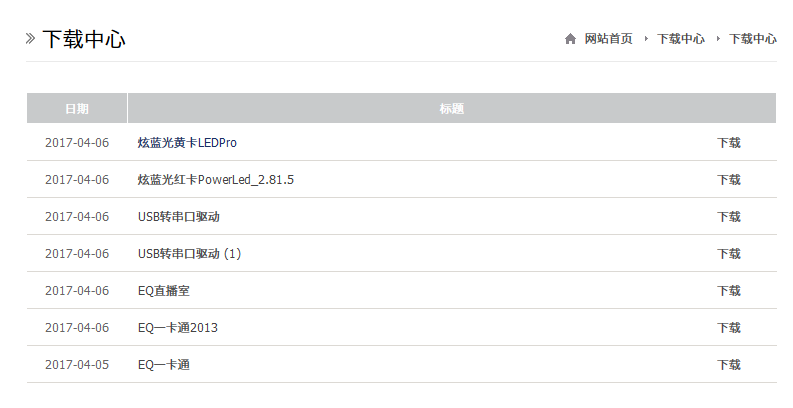 下载中心 网站首页 下载中心 下载中心
日期 标题
2017-04-06 炫蓝光黄卡LEDPro 下载
2017-04-06 炫蓝光红卡PowerLed_2.81.5 下载
2017-04-06 USB转串口驱动 下载
2017-04-06 USB转串口驱动 (1) 下载
2017-04-06 EQ直播室 下载
2017-04-06 EQ一卡通2013 下载
2017-04-05 EQ一卡通 下载